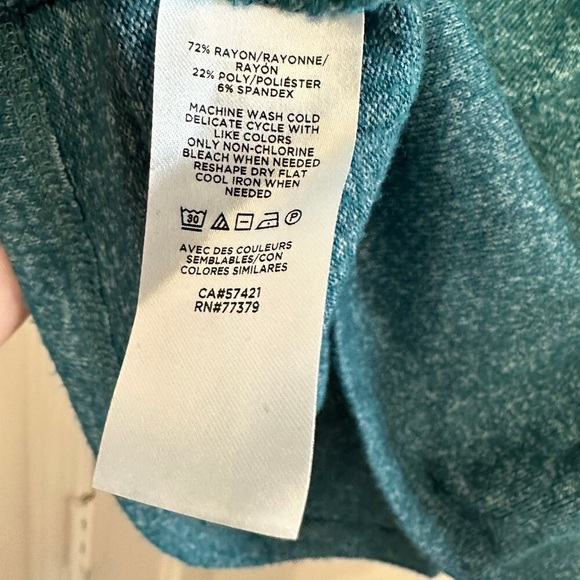 72% RAYON/RAYONNE/
RAYÓN
22% POLY/POLIÉSTER
6% SPANDEX
MACHINE WASH COLD
DELICATE CYCLE WITH
LIKE COLORS
ONLY NON-CHLORINE
BLEACH WHEN NEEDED
RESHAPE DRY FLAT
COOL IRON WHEN
NEEDED
30 P
AVEC DES COULEURS
SEMBLABLES/CON
COLORES SIMILARES
CA#57421
RN#77379